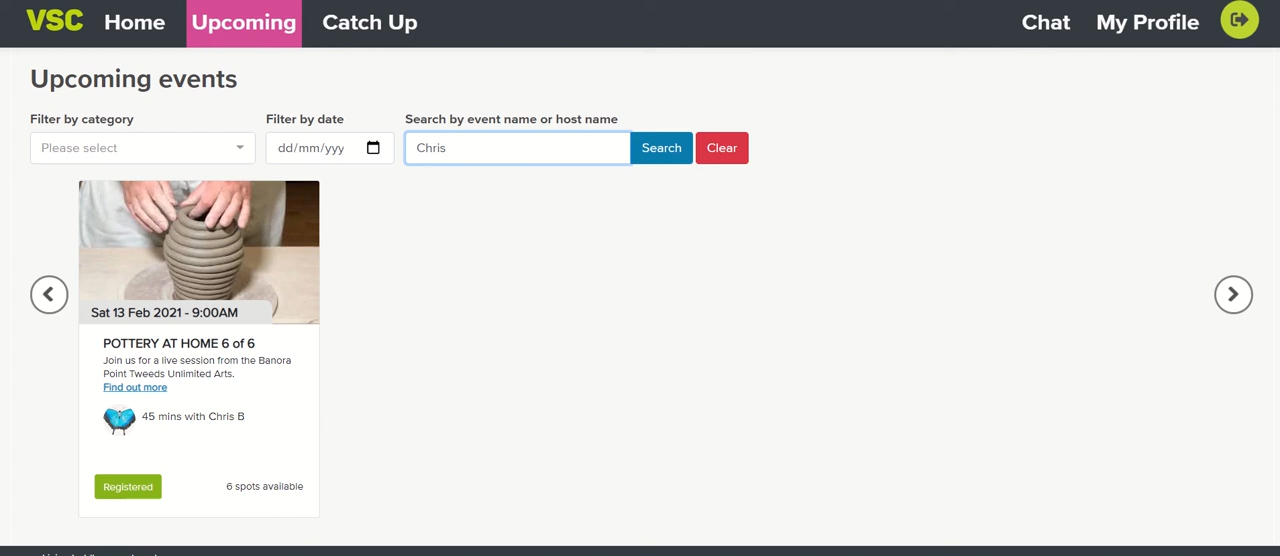 VSC Home Upcoming Catch Up Chat My Profile
Upcoming events
Filter by category Filter by date Search by event name or host name
Please select dd/mm/yyy Chris Search Clear
Sat 13 Feb 2021 - 9:00AM
POTTERY AT HOME 6 of 6
Join us for a live session from the Banora
Point Tweeds Unlimited Arts.
Find out more
45 mins with Chris B
Registered 6 spots available